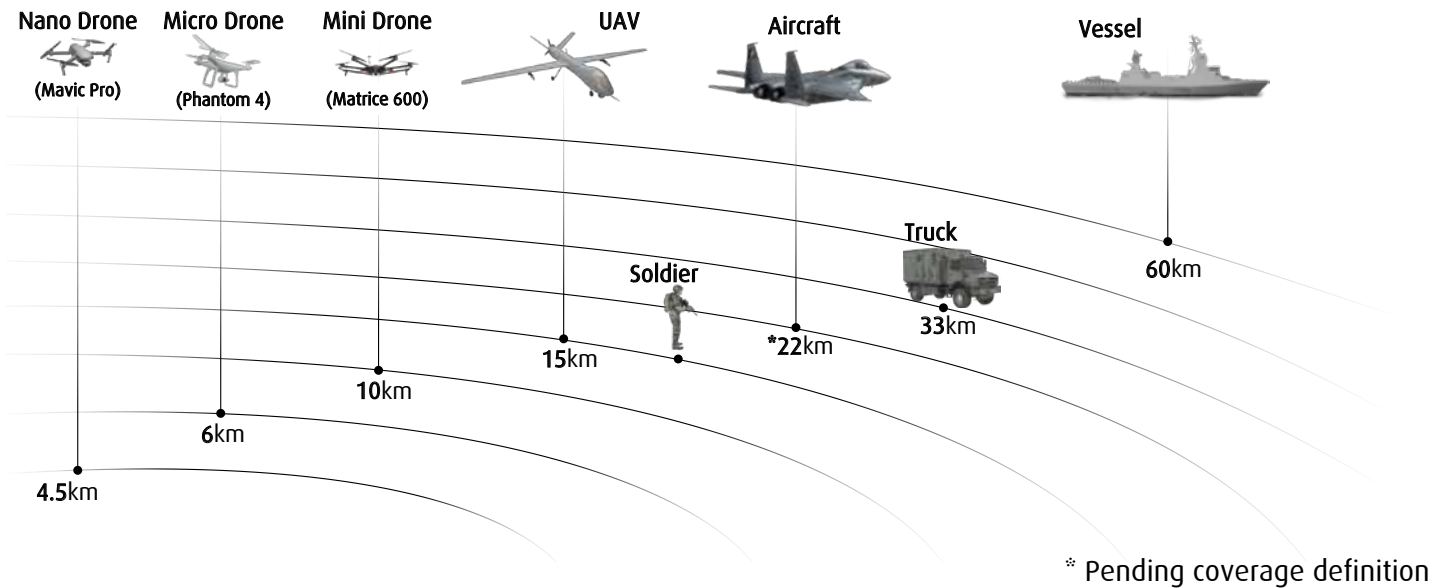 Nano Drone
(Mavic Pro)
Micro Drone
(Phantom 4)
Mini Drone
(Matrice 600)
UAV
Aircraft
Vessel
Truck
Soldier
60km
33km
*22km
15km
10km
6km
4.5km
* Pending coverage definition